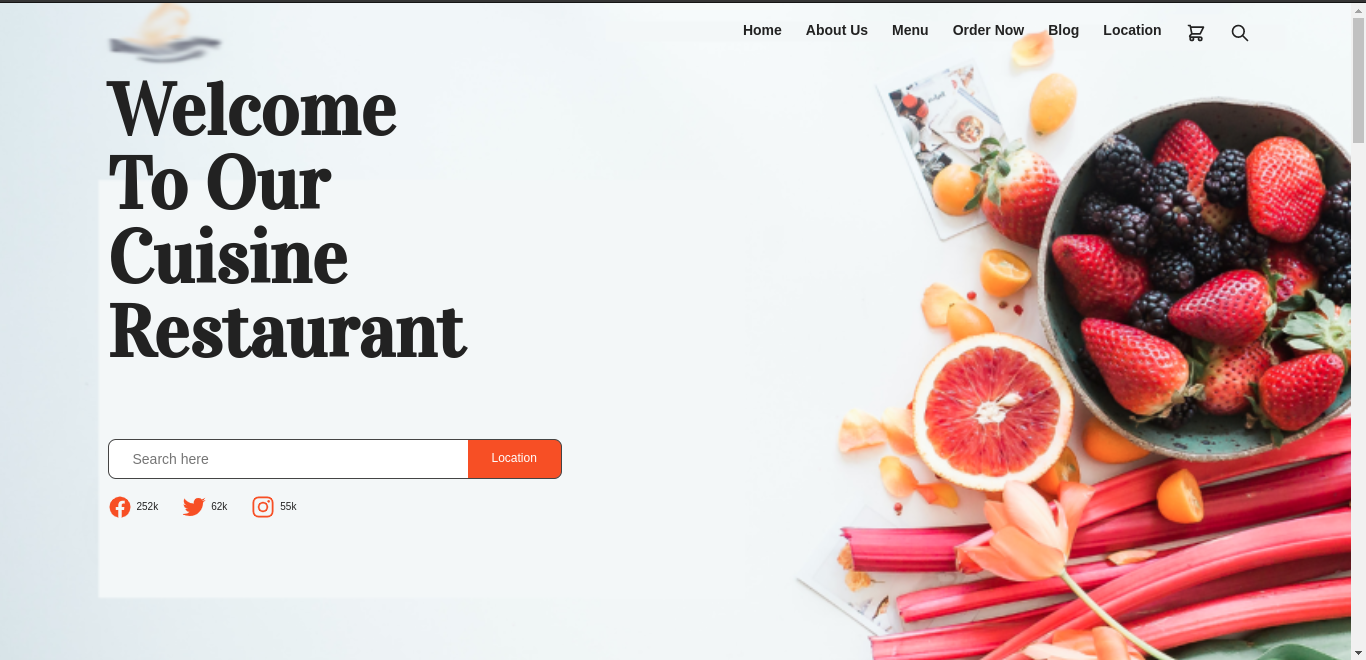 Home About Us Menu Order Now Blog Location
Welcome
To Our
Cuisine
Restaurant
Search here Location
252k 62k 55k